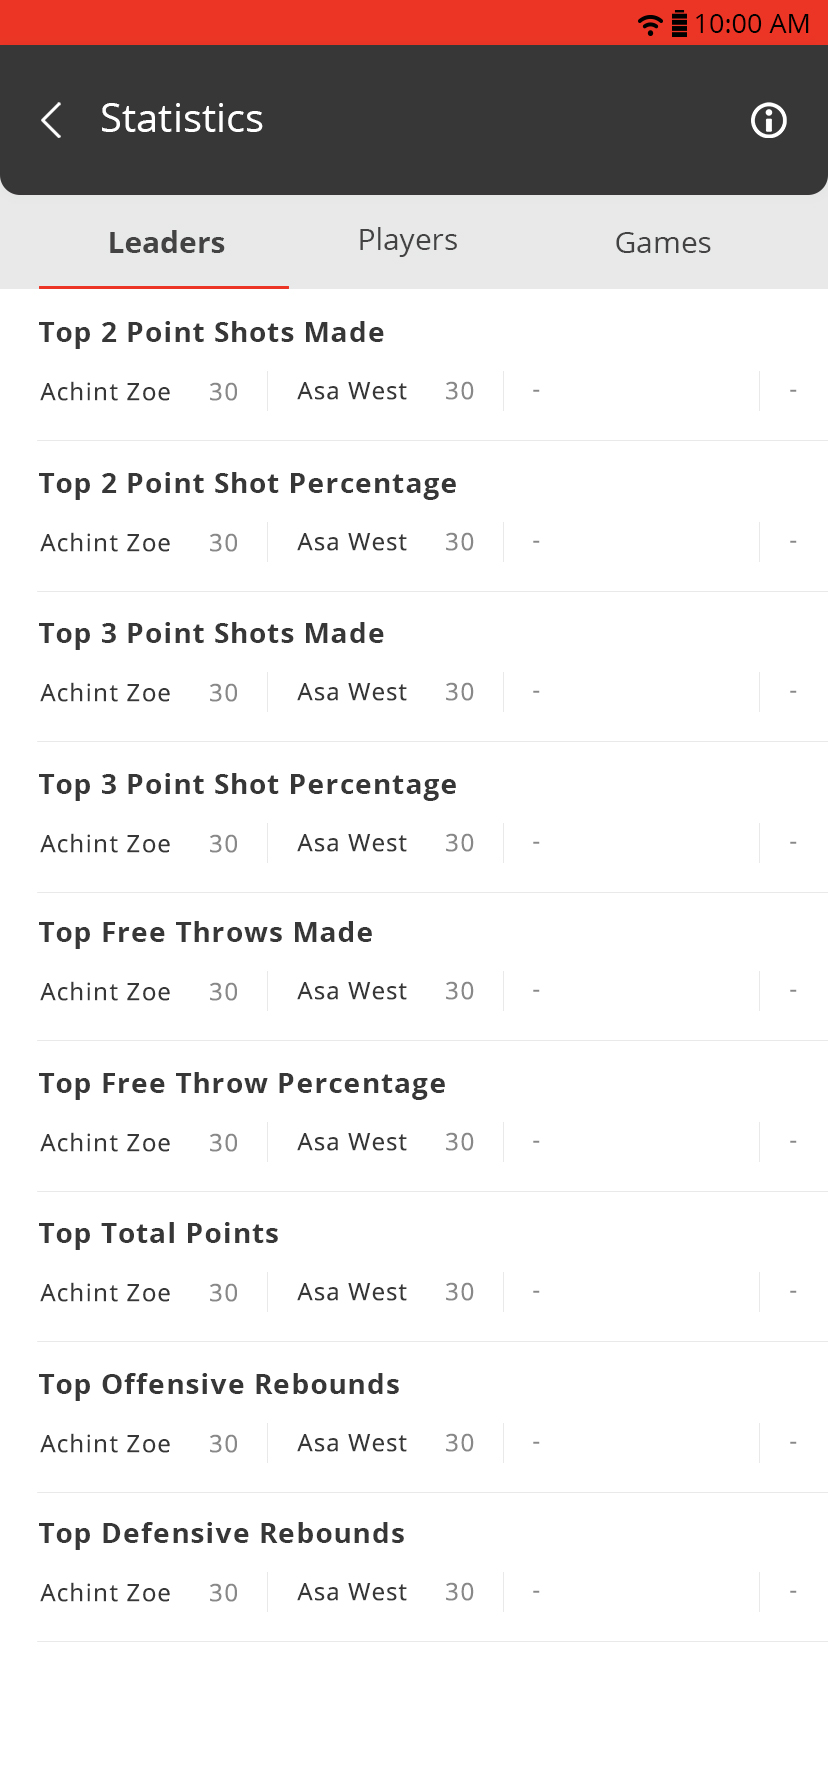 10:00 AM
Statistics
Leaders Players Games
Top 2 Point Shots Made
Achint Zoe 30 Asa West 30 - -
Top 2 Point Shot Percentage
Achint Zoe 30 Asa West 30 - -
Top 3 Point Shots Made
Achint Zoe 30 Asa West 30 - -
Top 3 Point Shot Percentage
Achint Zoe 30 Asa West 30 - -
Top Free Throws Made
Achint Zoe 30 Asa West 30 - -
Top Free Throw Percentage
Achint Zoe 30 Asa West 30 - -
Top Total Points
Achint Zoe 30 Asa West 30 - -
Top Offensive Rebounds
Achint Zoe 30 Asa West 30 - -
Top Defensive Rebounds
Achint Zoe 30 Asa West 30 - -